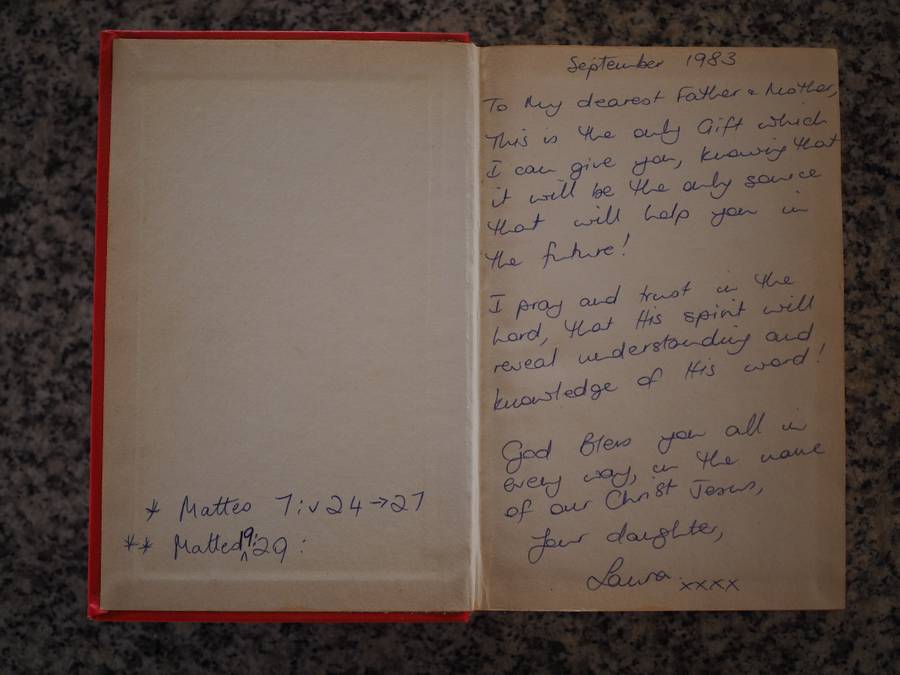 * Matteo 7:v24→27
** Matteo 19:29:
September 1983
To My dearest Father & Mother,
This is the only Gift which
I can give you, knowing that
it will be the only source
that will help you in
the future!
I pray and trust in the
Lord, that His spirit will
reveal understanding and
knowledge of His word!
God Bless you all in
every way, in the name
of our Christ Jesus,
Your daughter,
Laura xxxx